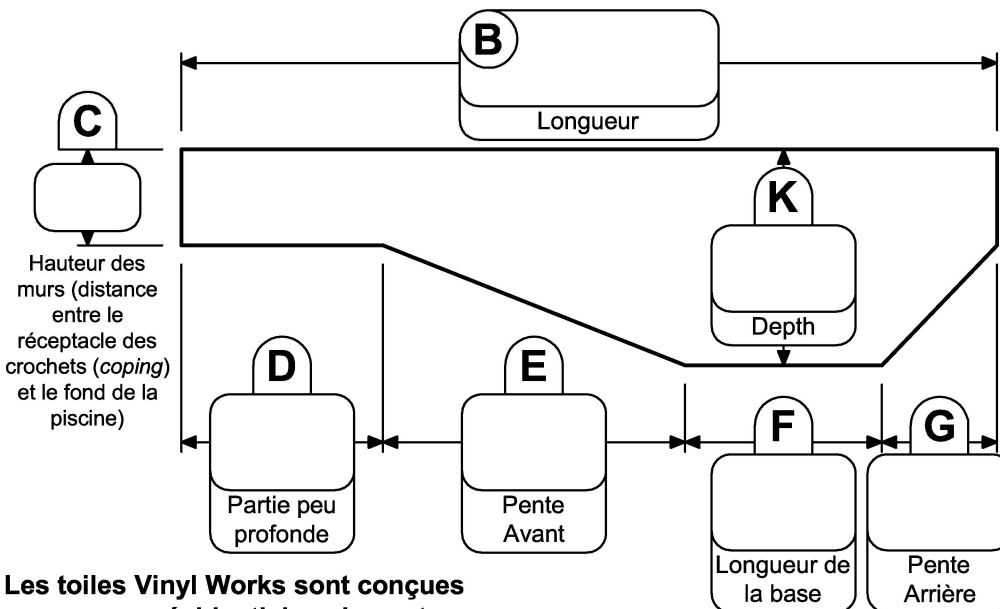 B
Longueur
C
Hauteur des
murs (distance
entre le
réceptacle des
crochets (coping)
et le fond de la
piscine)
K
Depth
D
Partie peu
profonde
E
Pente
Avant
F
Longueur de
la base
G
Pente
Arrière
Les toiles Vinyl Works sont conçues